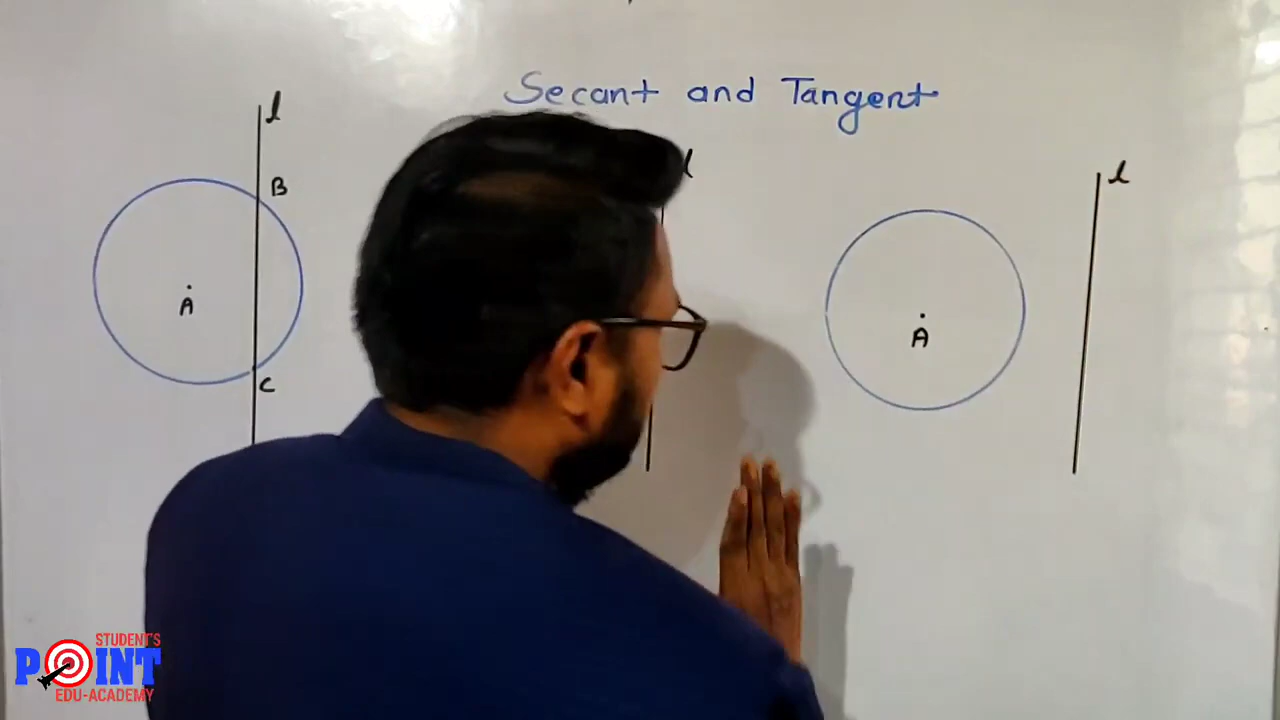 Secant and Tangent
l
B
A
C
l
l
A
STUDENT'S
POINT
EDU-ACADEMY